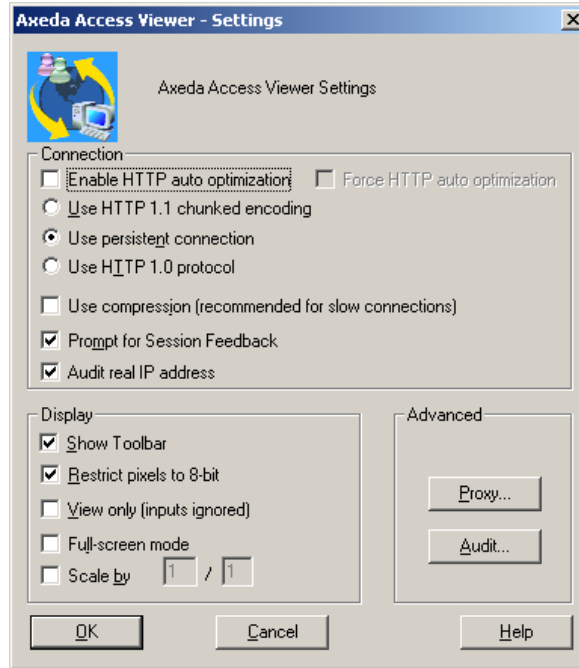 Axeda Access Viewer - Settings
Axeda Access Viewer Settings
Connection
Enable HTTP auto optimization Force HTTP auto optimization
Use HTTP 1.1 chunked encoding
Use persistent connection
Use HTTP 1.0 protocol
Use compression (recommended for slow connections)
Prompt for Session Feedback
Audit real IP address
Display Advanced
Show Toolbar
Restrict pixels to 8-bit
Proxy...
View only (inputs ignored)
Full-screen mode
Audit...
Scale by 1 / 1
OK Cancel Help